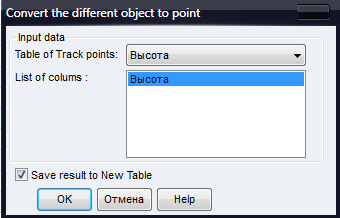 Convert the different object to point
Input data
Table of Track points: Высота
List of colums : Высота
Save result to New Table
OK Отмена Help